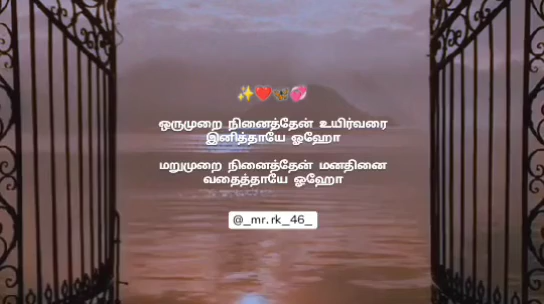 ✨❤️🦋💞
ஒருமுறை நினைத்தேன் உயிர்வரை
இனித்தாயே ஓஹோ
மறுமுறை நினைத்தேன் மனதினை
வதைத்தாயே ஓஹோ
@_mr.rk_46_